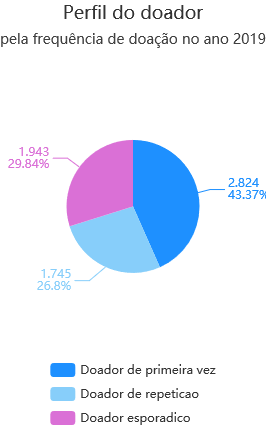 Perfil do doador
pela frequência de doação no ano 2019
1.943
29.84%
2.824
43.37%
1.745
26.8%
Doador de primeira vez
Doador de repeticao
Doador esporadico